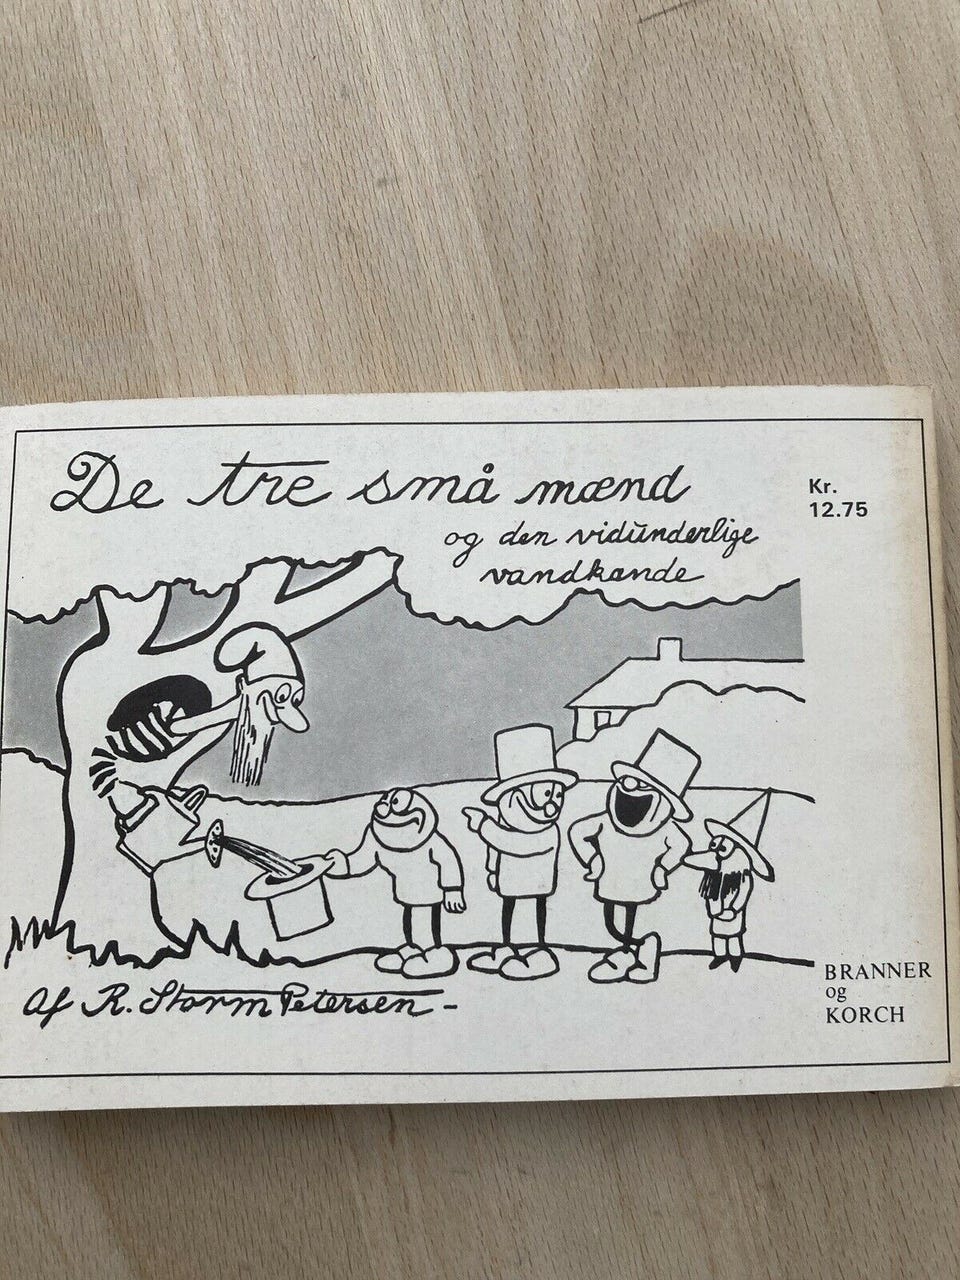 De tre små mænd
og den vidunderlige
vandkande
Kr.
12.75
Af R. Storm Petersen -
BRANNER
og
KORCH